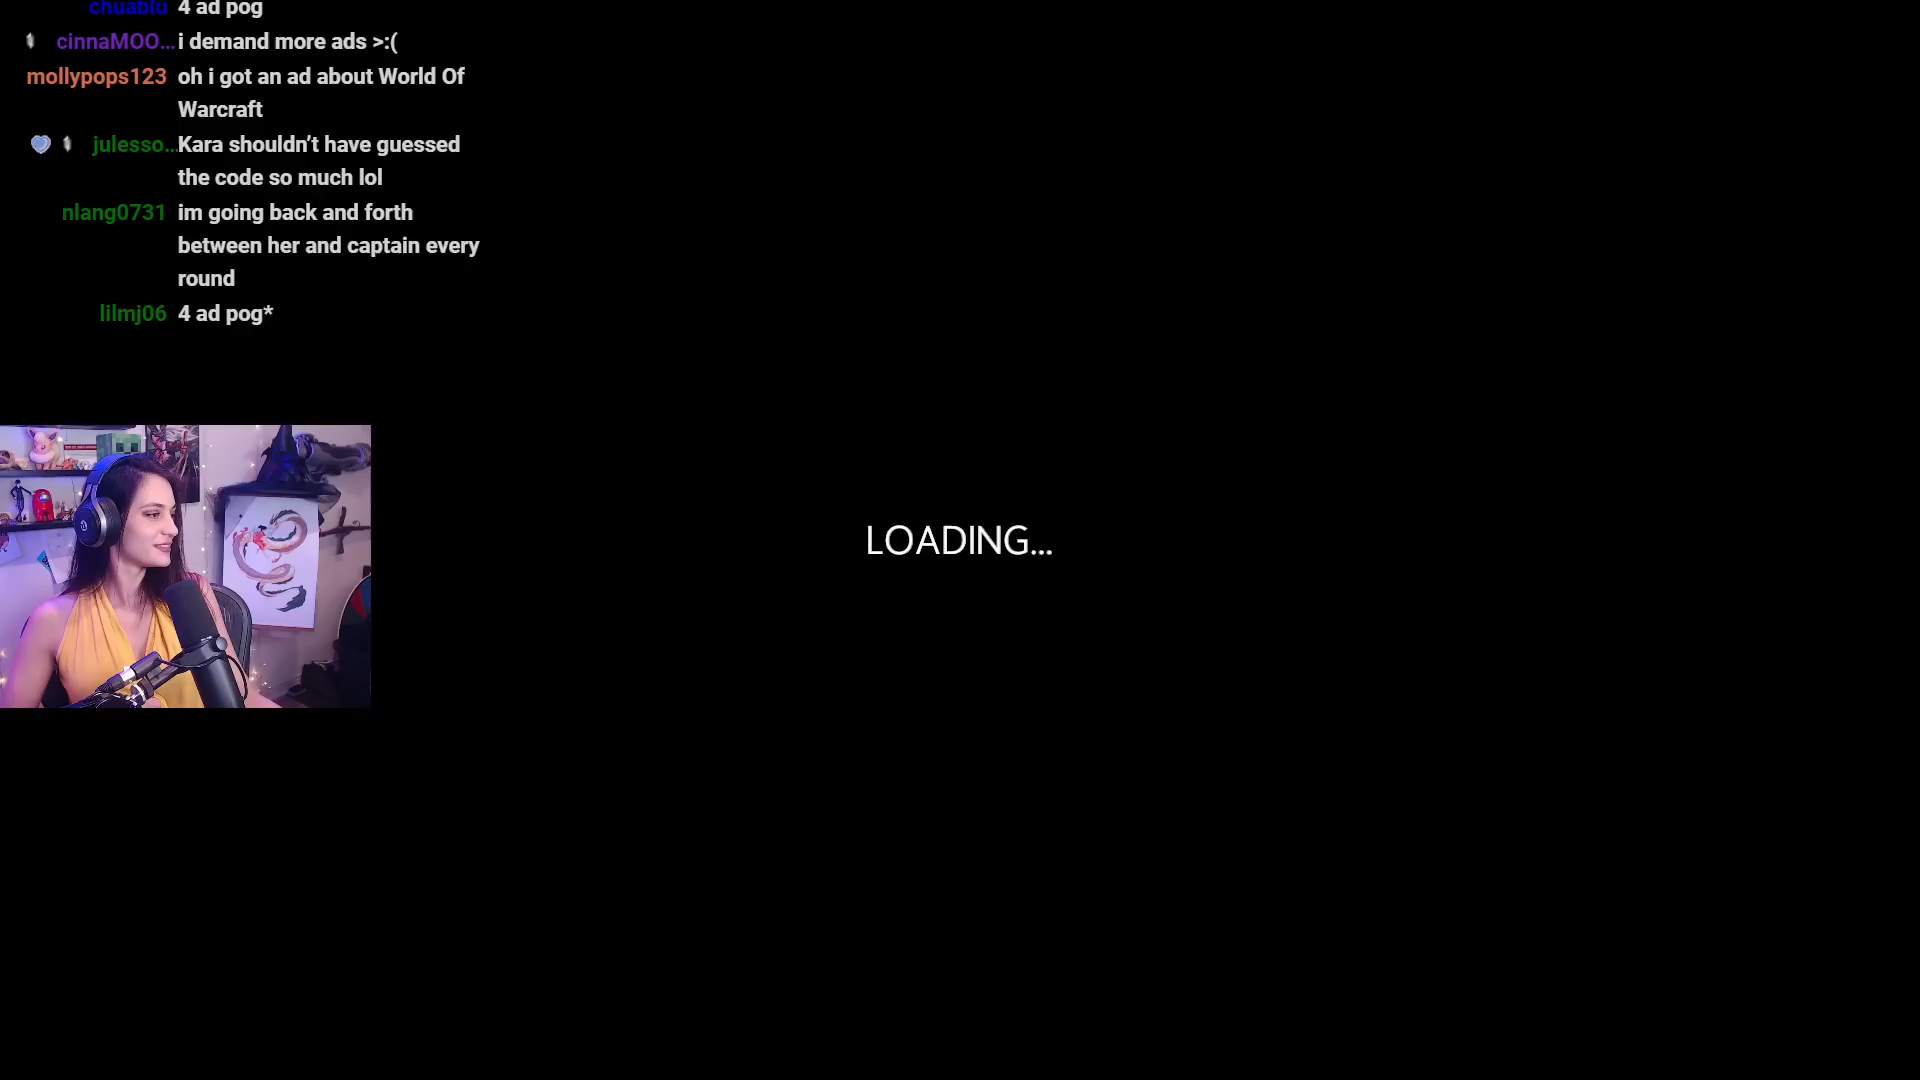 chuablu 4 ad pog
cinnaMOO... i demand more ads >:(
mollypops123 oh i got an ad about World Of
Warcraft
julesso... Kara shouldn’t have guessed
the code so much lol
nlang0731 im going back and forth
between her and captain every
round
lilmj06 4 ad pog*
LOADING...